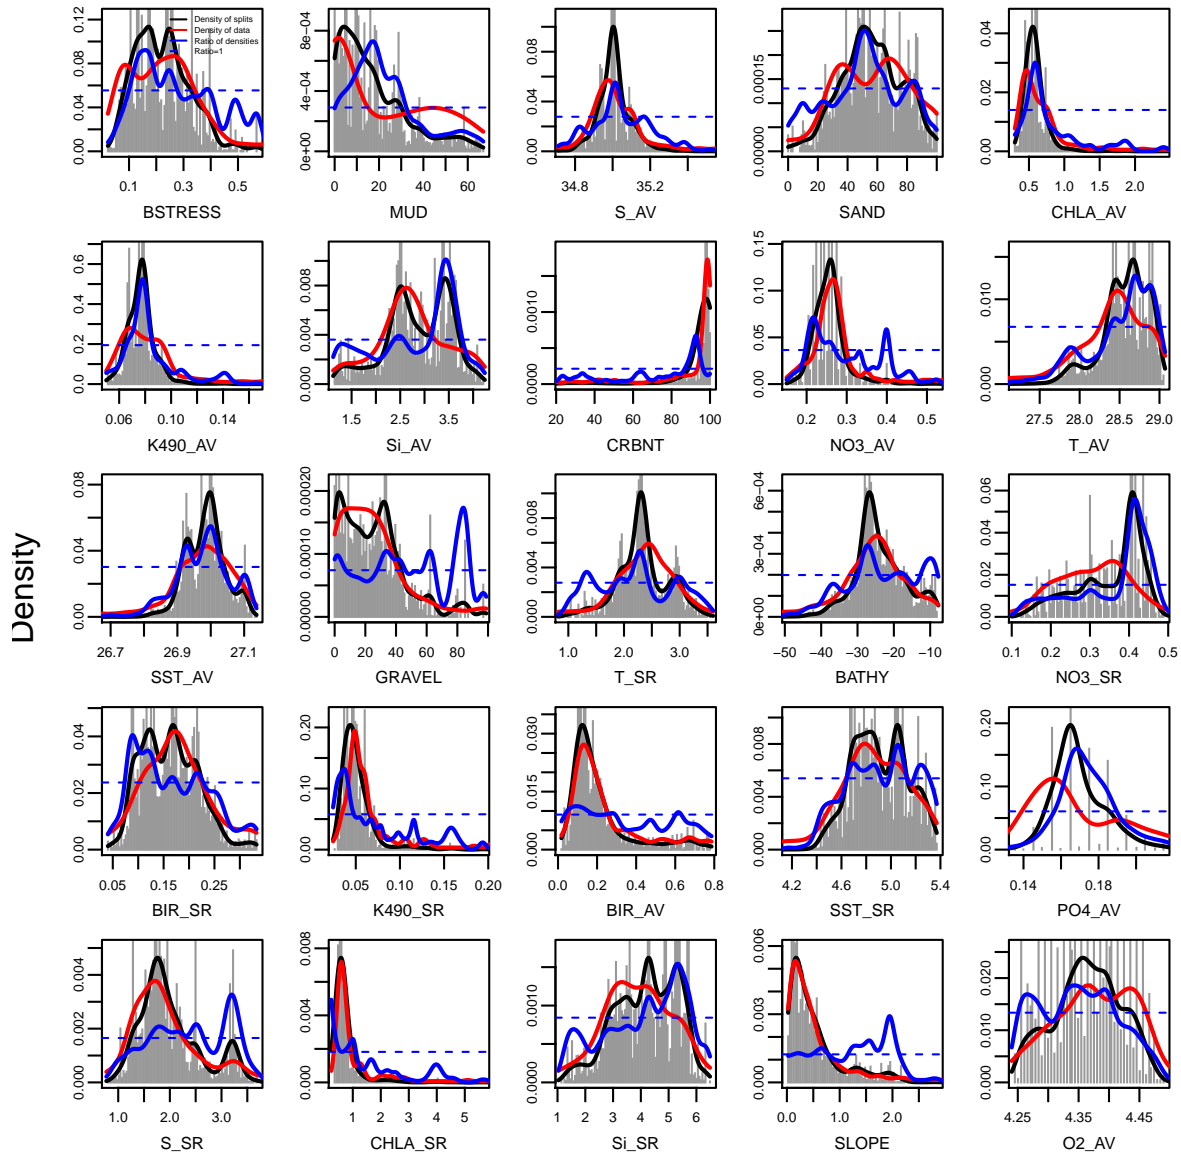 Density
Density of splits
Density of data
Ratio of densities
Ratio=1
0.00 0.04 0.08 0.12
0.1 0.3 0.5
BSTRESS
0e+00 4e−04 8e−04
0 20 40 60
MUD
0.00 0.02 0.04 0.06 0.08
34.8 35.2
S_AV
0.00000 0.00015
0 20 40 60 80
SAND
0.00 0.02 0.04
0.5 1.0 1.5 2.0
CHLA_AV
0.0 0.2 0.4 0.6
0.06 0.10 0.14
K490_AV
0.000 0.004 0.008
1.5 2.5 3.5
Si_AV
0.0000 0.0010
20 40 60 80 100
CRBNT
0.00 0.05 0.10 0.15
0.2 0.3 0.4 0.5
NO3_AV
0.000 0.010
27.5 28.0 28.5 29.0
T_AV
0.00 0.04 0.08
26.7 26.9 27.1
SST_AV
0.00000 0.00010 0.00020
0 20 40 60 80
GRAVEL
0.000 0.004 0.008
1.0 2.0 3.0
T_SR
0e+00 3e−04 6e−04
−50 −40 −30 −20 −10
BATHY
0.00 0.02 0.04 0.06
0.1 0.2 0.3 0.4 0.5
NO3_SR
0.00 0.02 0.04
0.05 0.15 0.25
BIR_SR
0.00 0.10 0.20
0.05 0.10 0.15 0.20
K490_SR
0.000 0.015 0.030
0.0 0.2 0.4 0.6 0.8
BIR_AV
0.000 0.004 0.008
4.2 4.6 5.0 5.4
SST_SR
0.00 0.10 0.20
0.14 0.18
PO4_AV
0.000 0.002 0.004
1.0 2.0 3.0
S_SR
0.000 0.004 0.008
1 2 3 4 5
CHLA_SR
0.0000 0.0010
1 2 3 4 5 6
Si_SR
0.000 0.003 0.006
0.0 1.0 2.0
SLOPE
0.000 0.010 0.020
4.25 4.35 4.45
O2_AV